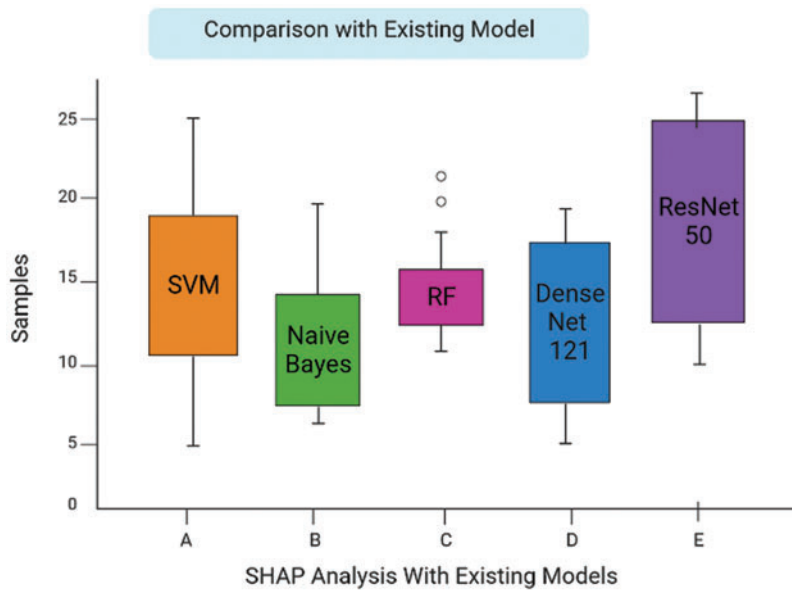 Comparison with Existing Model
Samples
25
20
15
10
5
0
SVM
Naive
Bayes
RF
Dense
Net
121
ResNet
50
A
B
C
D
E
SHAP Analysis With Existing Models